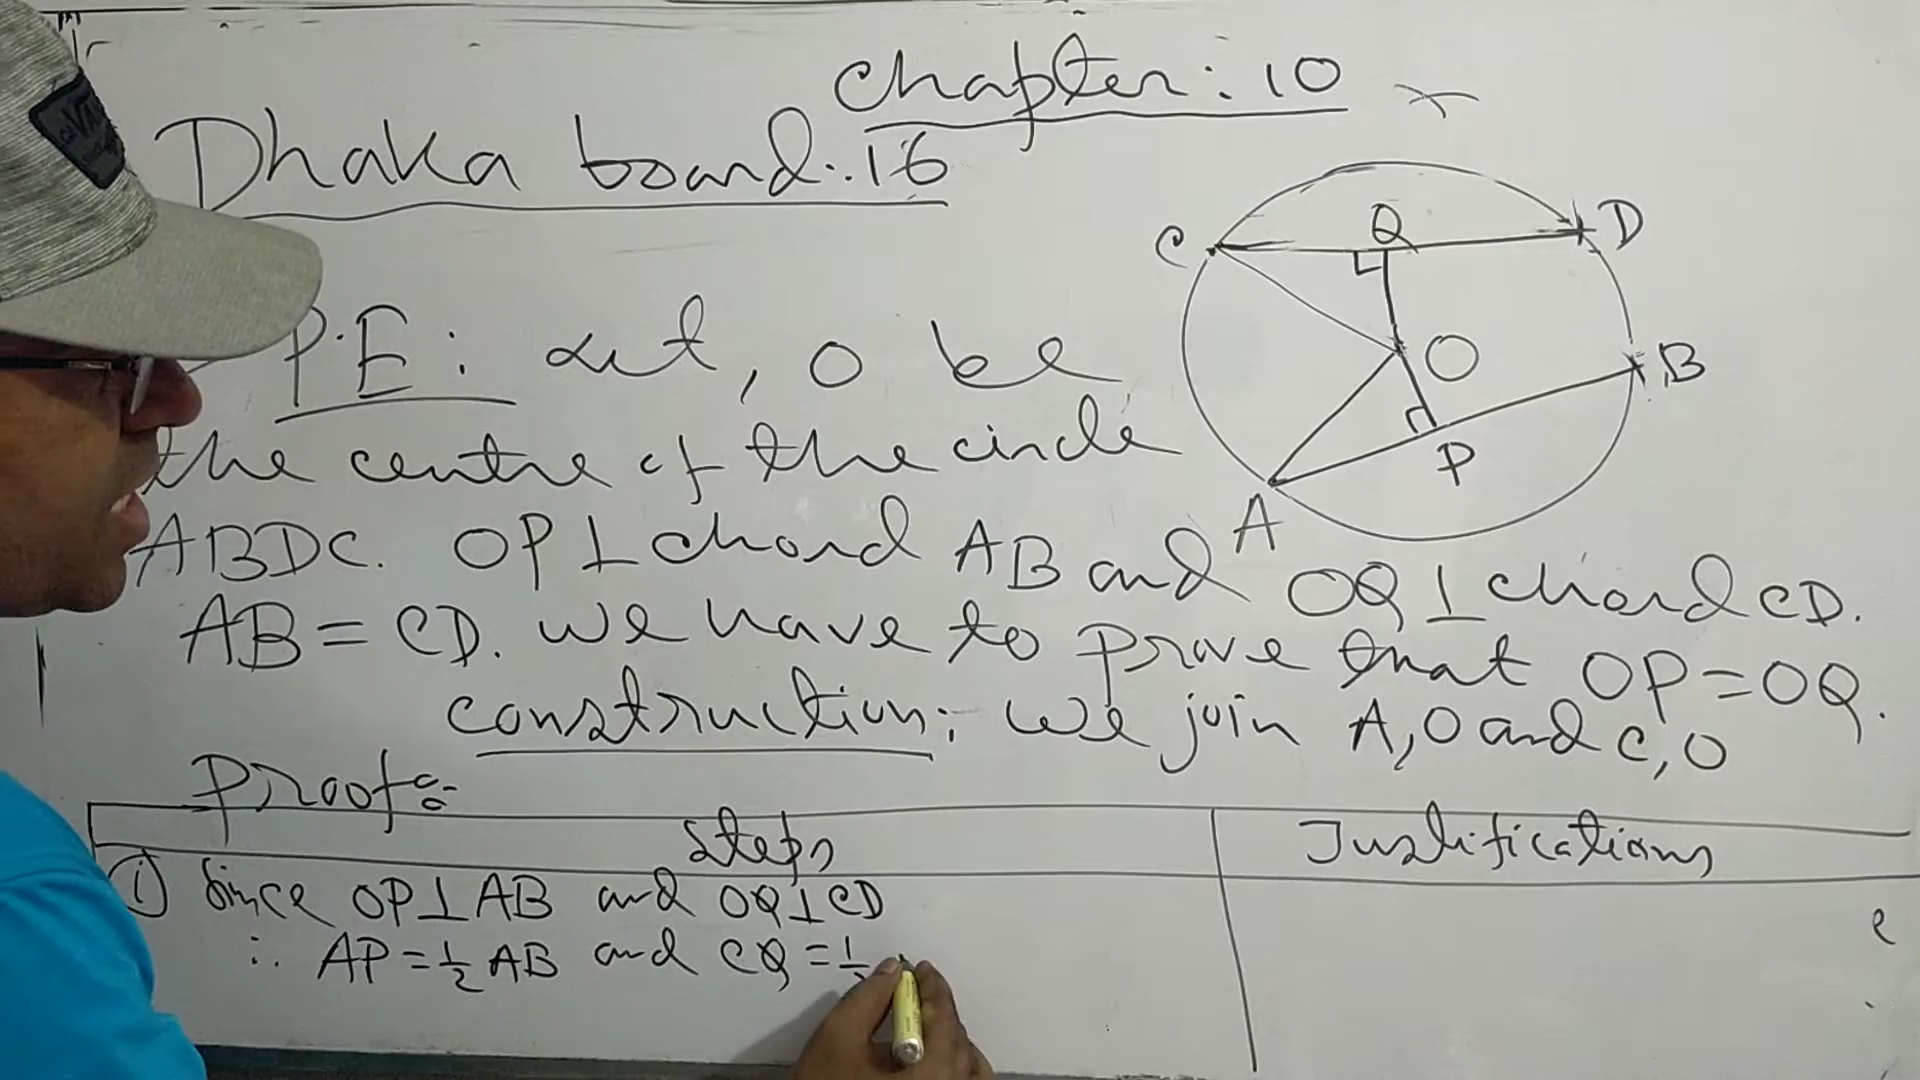 Chapter: 10
Dhaka board: 16
C
Q
D
O
B
P
A
P.E: Let, O be
the centre of the circle
ABDC. OP⊥chord AB and OQ⊥chord CD.
AB = CD. We have to prove that OP=OQ.
construction: We join A,O and C,O
Proof:
Steps
Justifications
(i) Since OP⊥AB and OQ⊥CD
∴ AP=1/2 AB and CQ=1/